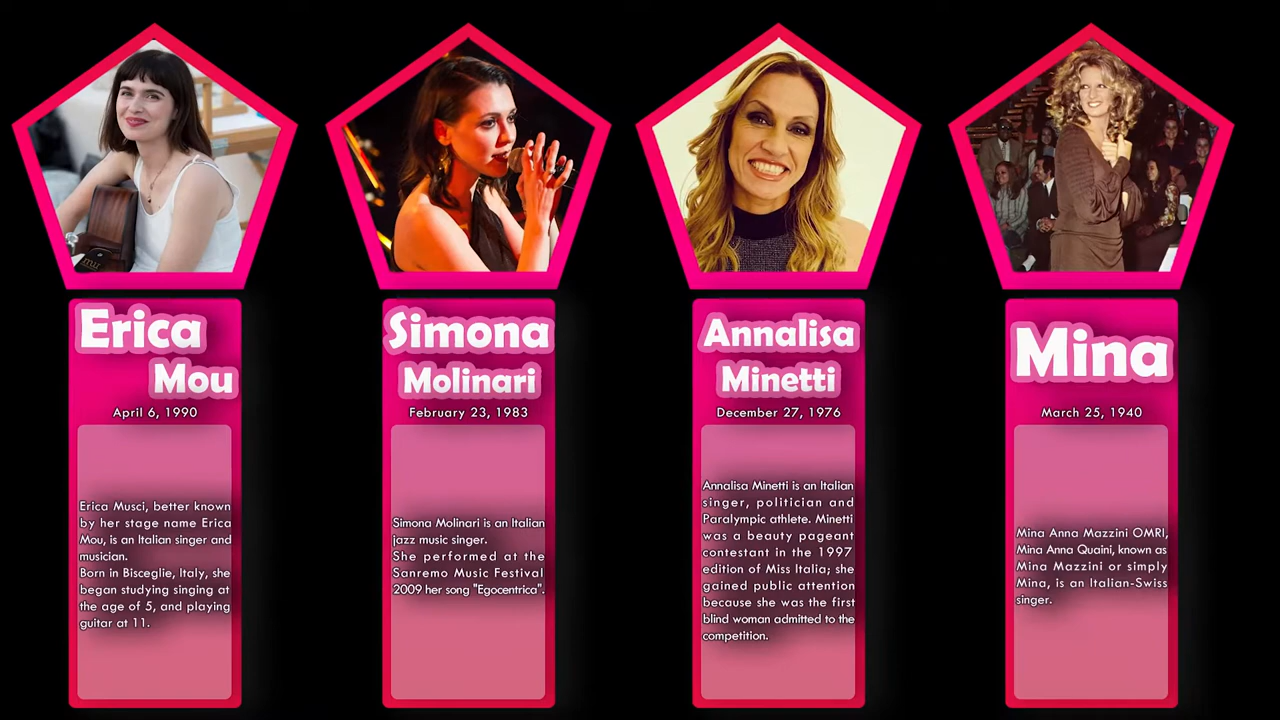 Erica
Mou
April 6, 1990
Erica Musci, better known
by her stage name Erica
Mou, is an Italian singer and
musician.
Born in Bisceglie, Italy, she
began studying singing at
the age of 5, and playing
guitar at 11.
Simona
Molinari
February 23, 1983
Simona Molinari is an Italian
jazz music singer.
She performed at the
Sanremo Music Festival
2009 her song "Egocentrica".
Annalisa
Minetti
December 27, 1976
Annalisa Minetti is an Italian
singer, politician and
Paralympic athlete. Minetti
was a beauty pageant
contestant in the 1997
edition of Miss Italia; she
gained public attention
because she was the first
blind woman admitted to the
competition.
Mina
March 25, 1940
Mina Anna Mazzini OMRI,
Mina Anna Quaini, known as
Mina Mazzini or simply
Mina, is an Italian-Swiss
singer.